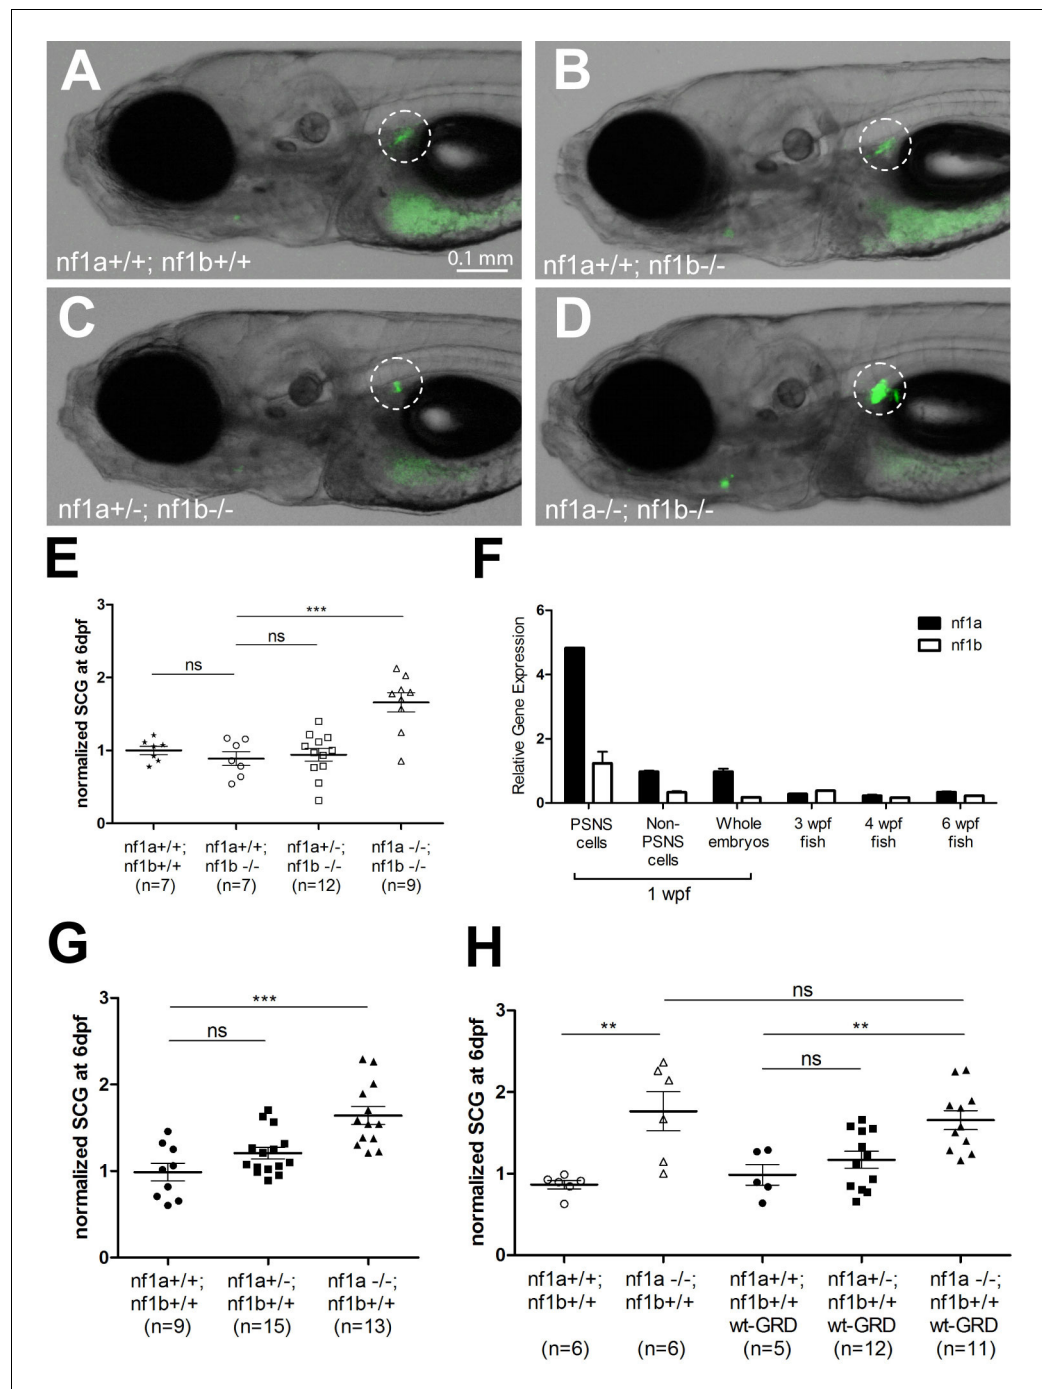 A
nf1a+/+; nf1b+/+
0.1 mm
B
nf1a+/+; nf1b-/-
C
nf1a+/-; nf1b-/-
D
nf1a-/-; nf1b-/-
E
normalized SCG at 6dpf
3
2
1
0
ns
ns
***
nf1a+/+; nf1a+/+; nf1a+/-; nf1a -/-;
nf1b+/+ nf1b -/- nf1b -/- nf1b -/-
(n=7) (n=7) (n=12) (n=9)
F
Relative Gene Expression
6
4
2
0
nf1a
nf1b
PSNS Non- Whole 3 wpf 4 wpf 6 wpf
cells PSNS embryos fish fish fish
cells
1 wpf
G
normalized SCG at 6dpf
3
2
1
0
***
ns
nf1a+/+; nf1a+/-; nf1a -/-;
nf1b+/+ nf1b+/+ nf1b+/+
(n=9) (n=15) (n=13)
H
normalized SCG at 6dpf
3
2
1
0
ns
** **
ns
nf1a+/+; nf1a -/-; nf1a+/+; nf1a+/-; nf1a -/-;
nf1b+/+ nf1b+/+ nf1b+/+ nf1b+/+ nf1b+/+
wt-GRD wt-GRD wt-GRD
(n=6) (n=6) (n=5) (n=12) (n=11)